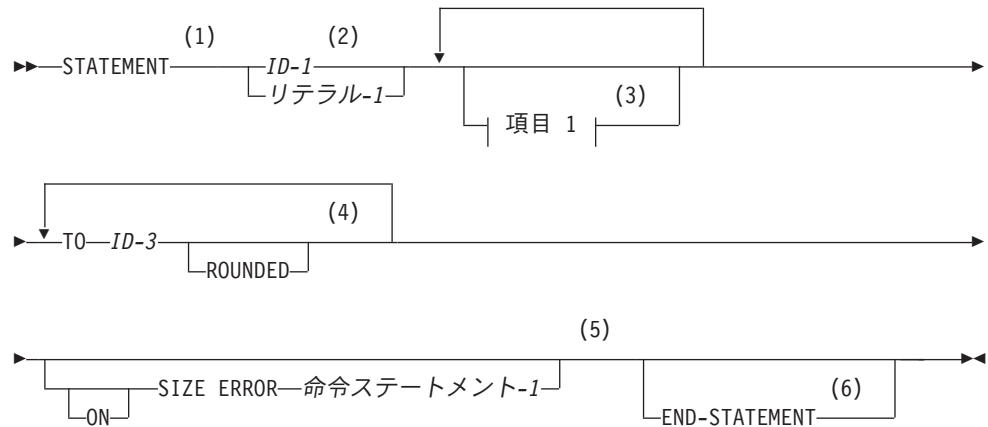 (1) (2)
STATEMENT ID-1
リテラル-1 (3)
項目 1
(4)
TO ID-3
ROUNDED
(5)
SIZE ERROR 命令ステートメント-1 (6)
ON END-STATEMENT